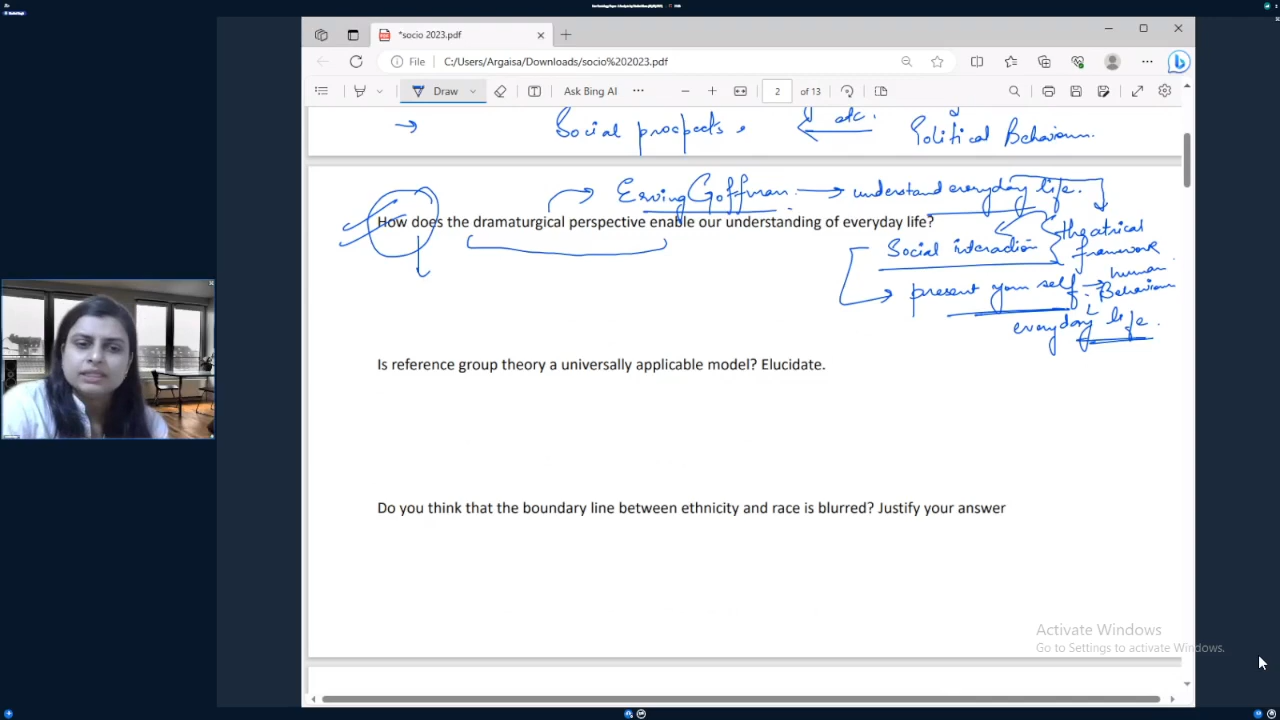 *socio 2023.pdf
File C:/Users/Argaisa/Downloads/socio%202023.pdf
Draw Ask Bing AI 2 of 13
→ Social prospects. etc. Political Behaviour.
Erving Goffman → understand everyday life.
How does the dramaturgical perspective enable our understanding of everyday life?
theatrical
Social interaction framework
human
present your self → Behaviour
everyday life.
Is reference group theory a universally applicable model? Elucidate.
Do you think that the boundary line between ethnicity and race is blurred? Justify your answer
Activate Windows
Go to Settings to activate Windows.